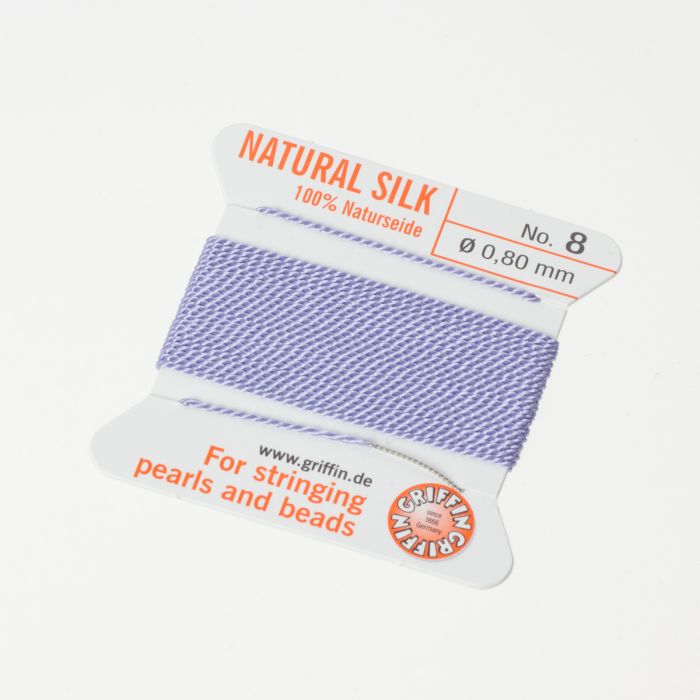 NATURAL SILK
100% Naturseide
No. 8
Ø 0,80 mm
www.griffin.de
For stringing
pearls and beads
GRIFFIN GRIFFIN
since
1866
Germany